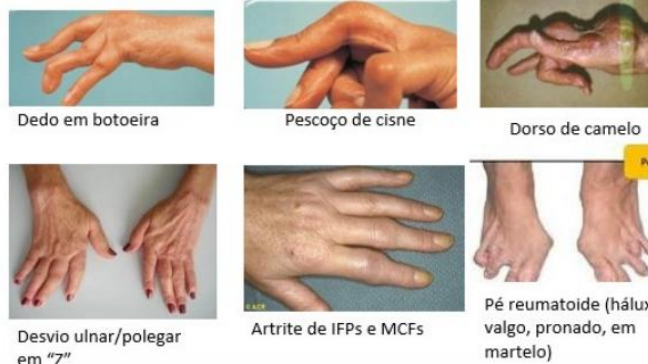 Dedo em botoeira
Pescoço de cisne
Dorso de camelo
Desvio ulnar/polegar
em "Z"
Artrite de IFPs e MCFs
© ACR
Pé reumatoide (hálux
valgo, pronado, em
martelo)